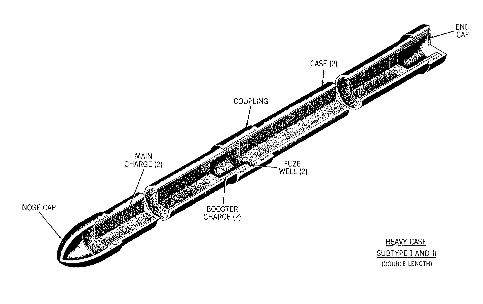 END
CAP
CASE (2)
COUPLING
MAIN
CHARGE (2)
FUZE
WELL (2)
BOOSTER
CHARGE (2)
NOSE CAP
HEAVY CASE
SUBTYPE I AND II
(DOUBLE LENGTH)